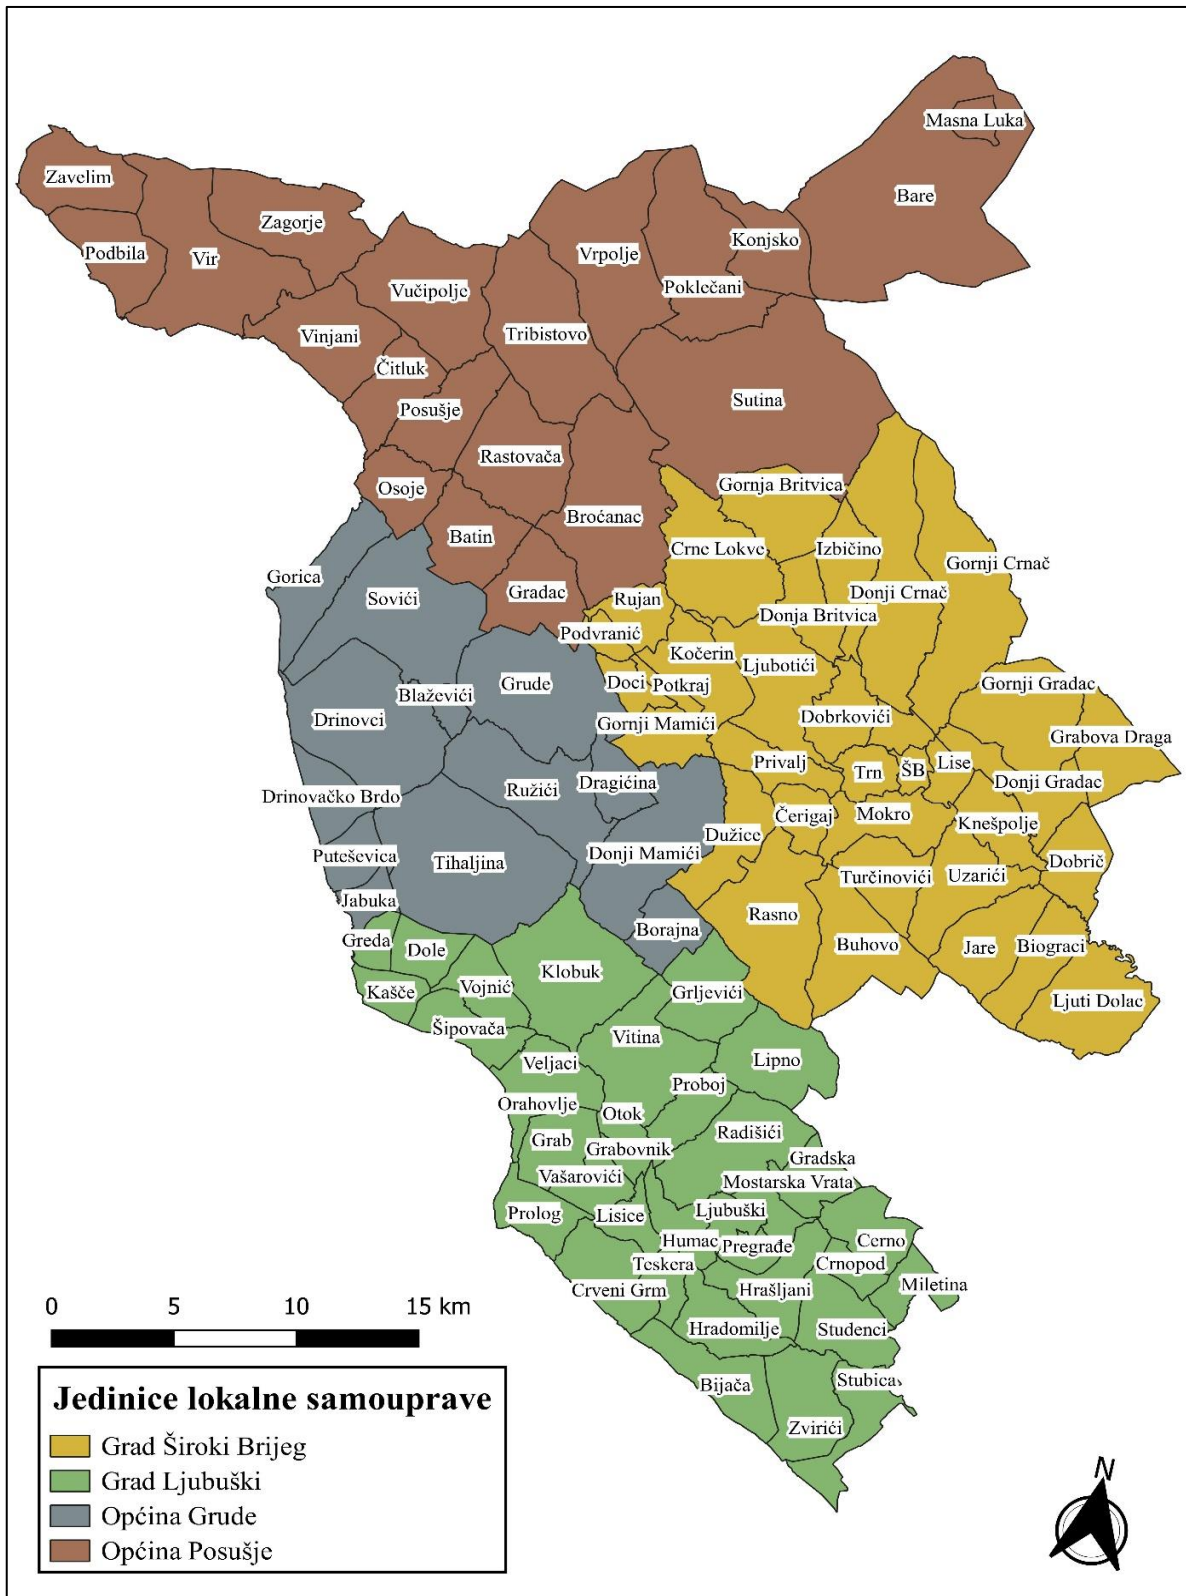 Masna Luka
Zavelim
Bare
Zagorje
Konjsko
Podbila
Vrpolje
Vir
Poklečani
Vučipolje
Tribistovo
Vinjani
Čitluk
Sutina
Posušje
Rastovača
Gornja Britvica
Osoje
Broćanac
Batin
Crne Lokve
Izbičino
Gornji Crnač
Gorica
Donji Crnač
Gradac
Sovići
Rujan
Donja Britvica
Podvranić
Kočerin
Ljubotići
Grude
Doci
Potkraj
Gornji Gradac
Blaževići
Drinovci
Gornji Mamići
Dobrkovići
Grabova Draga
Privalj
Trn
ŠB
Lise
Drinovačko Brdo
Ružići
Dragićina
Donji Gradac
Čerigaj
Mokro
Knešpolje
Dužice
Puteševica
Tihaljina
Donji Mamići
Dobrič
Turčinovići
Uzarići
Jabuka
Rasno
Borajna
Greda
Dole
Buhovo
Jare
Biograci
Klobuk
Kašče
Vojnić
Grljevići
Ljuti Dolac
Šipovača
Vitina
Veljaci
Lipno
Proboj
Orahovlje
Otok
Radišići
Grab
Grabovnik
Gradska
Vašarovići
Mostarska Vrata
Prolog
Lisice
Ljubuški
Humac
Pregrađe
Cerno
Teskera
Crnopod
Crveni Grm
Hrašljani
Miletina
Hradomilje
Studenci
Bijača
Stubica
Zvirići
0 5 10 15 km
Jedinice lokalne samouprave
Grad Široki Brijeg
Grad Ljubuški
Općina Grude
Općina Posušje
N